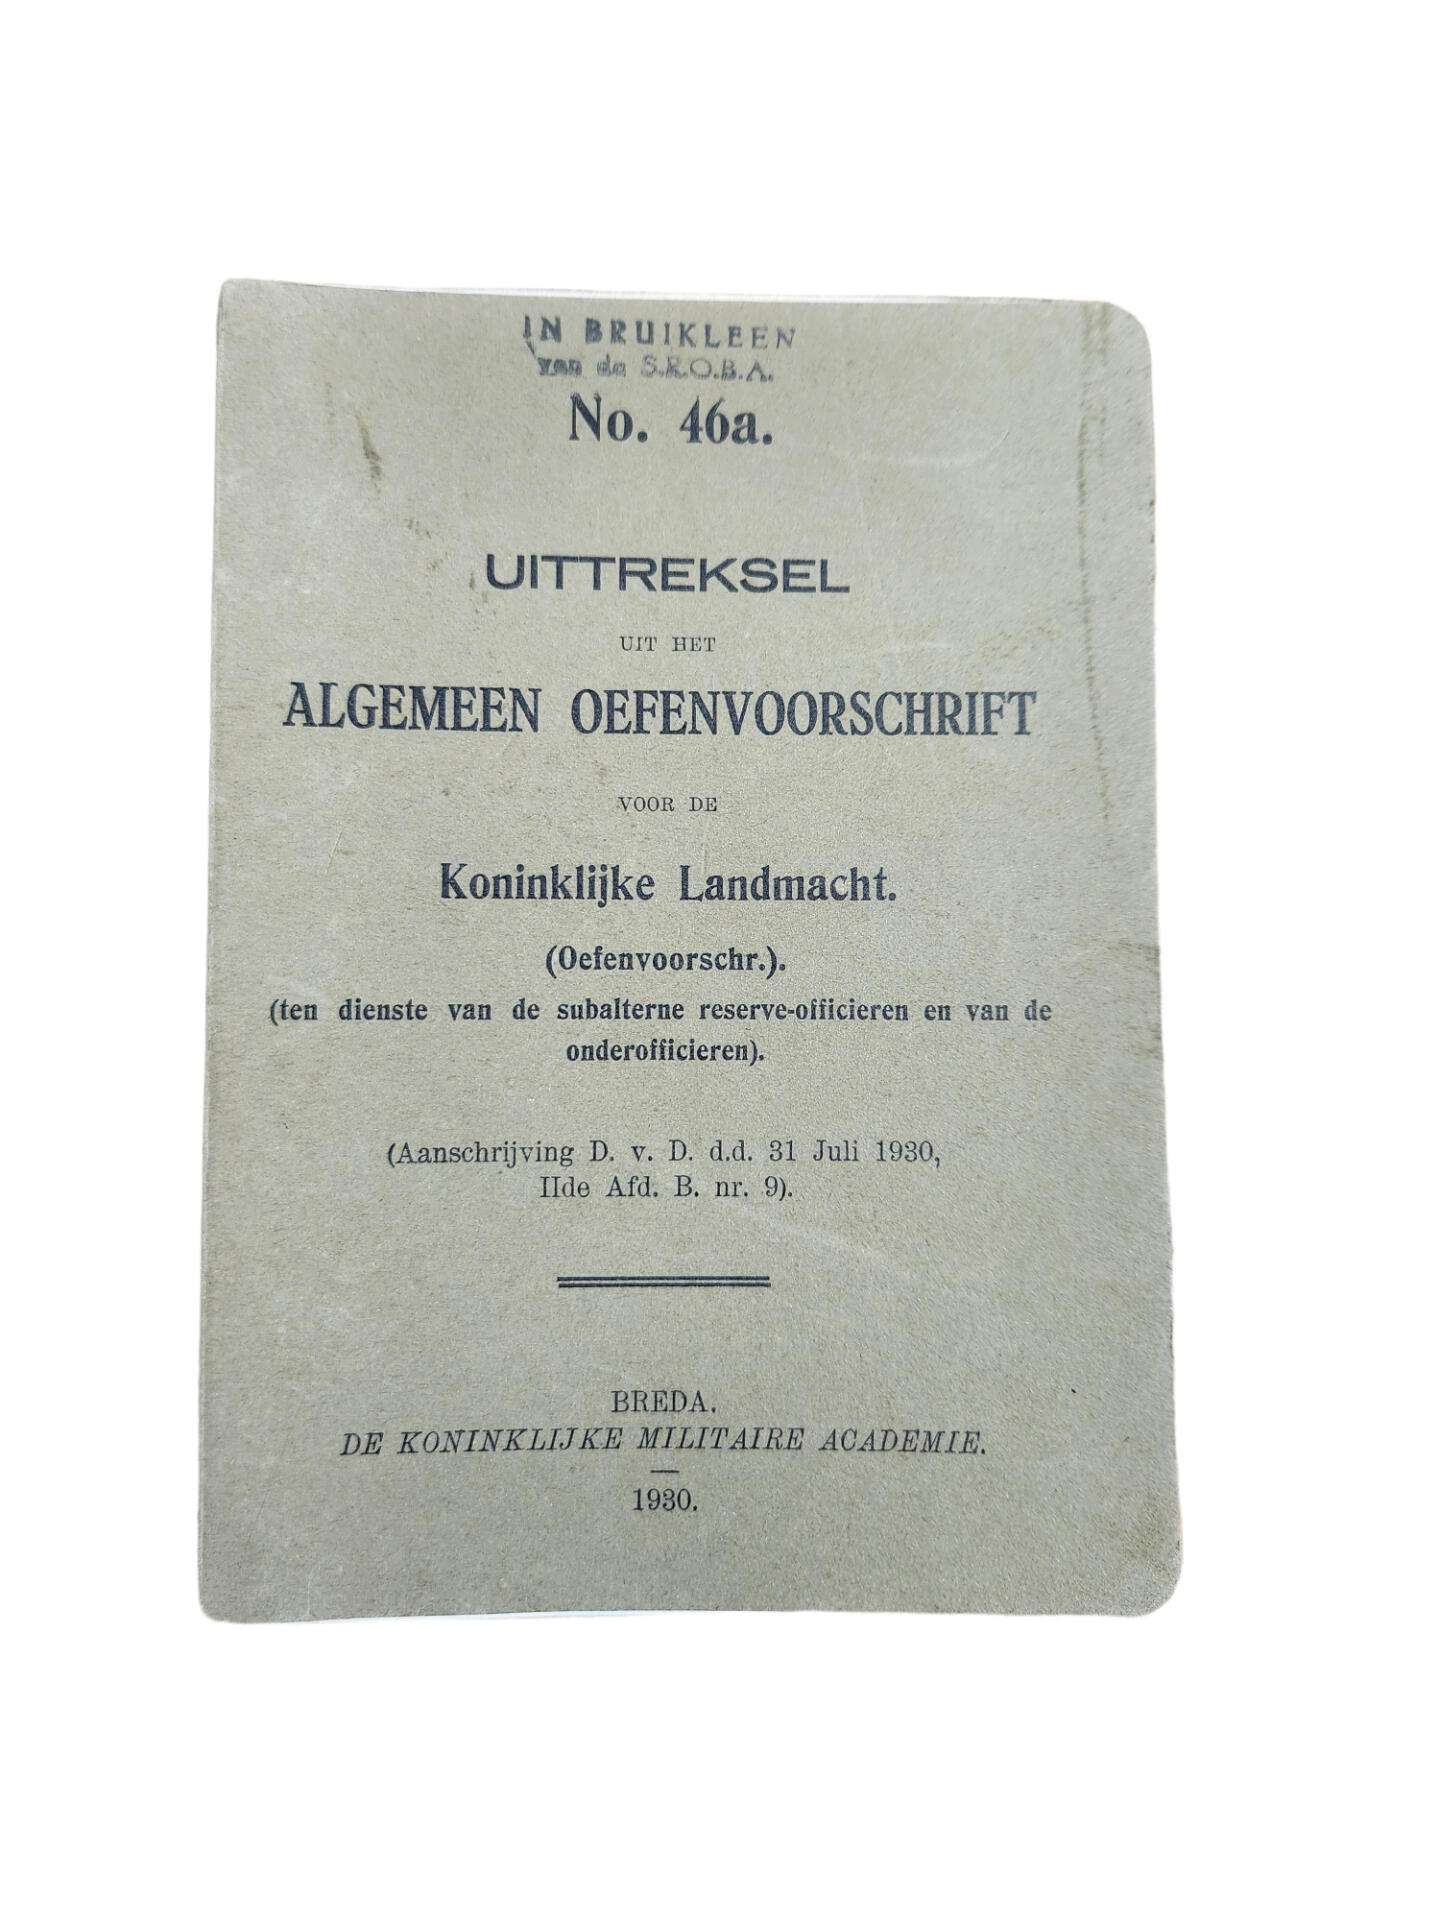 IN BRUIKLEEN
van de S.R.O.B.A.
No. 46a.
UITTREKSEL
UIT HET
ALGEMEEN OEFENVOORSCHRIFT
VOOR DE
Koninklijke Landmacht.
(Oefenvoorschr.).
(ten dienste van de subalterne reserve-officieren en van de
onderofficieren).
(Aanschrijving D. v. D. d.d. 31 Juli 1930,
IIde Afd. B. nr. 9).
BREDA.
DE KONINKLIJKE MILITAIRE ACADEMIE.
1930.